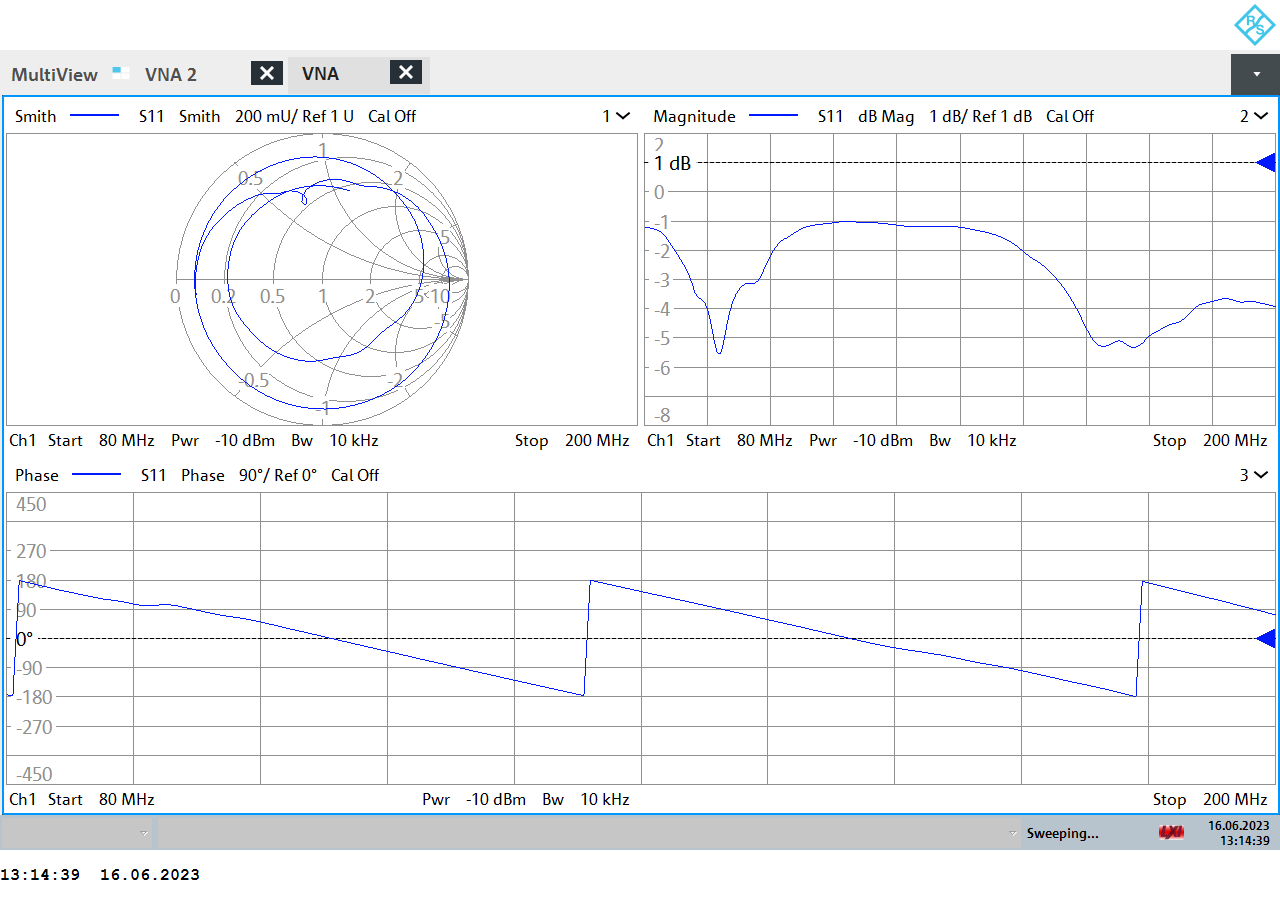 R&S
MultiView VNA 2 VNA
Smith S11 Smith 200 mU/ Ref 1 U Cal Off 1
Magnitude S11 dB Mag 1 dB/ Ref 1 dB Cal Off 2
1
0.5 2
5
0 0.2 0.5 1 2 5 10
-5
-0.5 -2
-1
2
1 dB
0
-1
-2
-3
-4
-5
-6
-8
Ch1 Start 80 MHz Pwr -10 dBm Bw 10 kHz Stop 200 MHz
Ch1 Start 80 MHz Pwr -10 dBm Bw 10 kHz Stop 200 MHz
Phase S11 Phase 90°/ Ref 0° Cal Off 3
450
270
180
90
0°
-90
-180
-270
-450
Ch1 Start 80 MHz Pwr -10 dBm Bw 10 kHz Stop 200 MHz
Sweeping... LXI 16.06.2023
13:14:39
13:14:39 16.06.2023